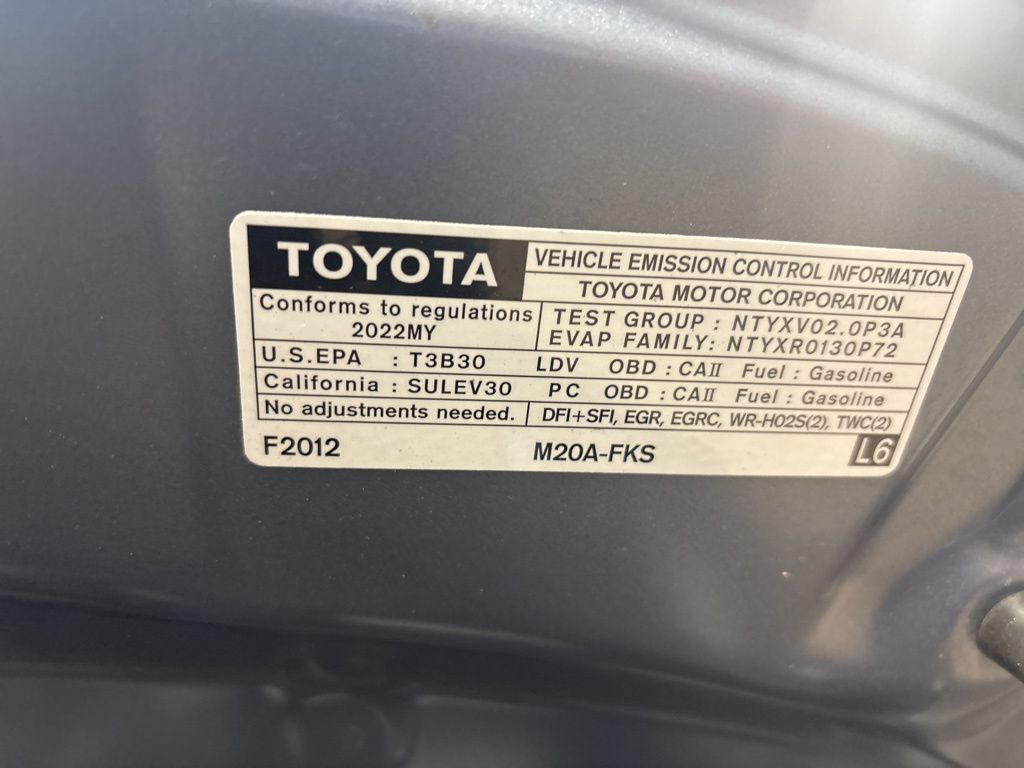 TOYOTA
VEHICLE EMISSION CONTROL INFORMATION
TOYOTA MOTOR CORPORATION
Conforms to regulations
2022MY
TEST GROUP : NTYXV02.0P3A
EVAP FAMILY: NTYXR0130P72
U.S.EPA : T3B30 LDV OBD : CAII Fuel : Gasoline
California : SULEV30 PC OBD : CAII Fuel : Gasoline
No adjustments needed. DFI+SFI, EGR, EGRC, WR-HO2S(2), TWC(2)
F2012 M20A-FKS L6